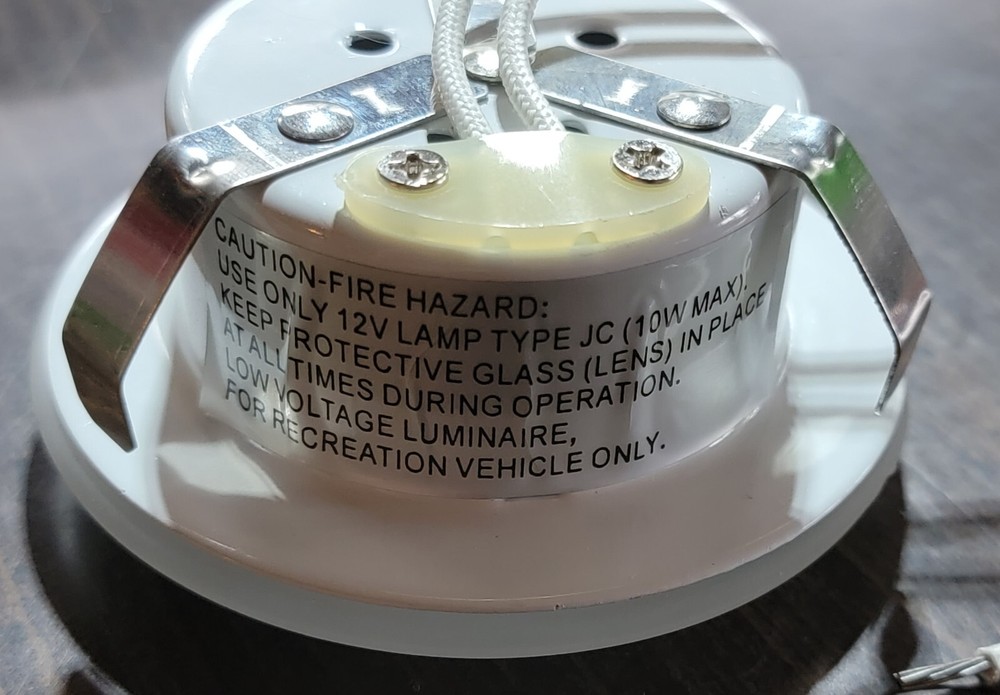 CAUTION-FIRE HAZARD:
USE ONLY 12V LAMP TYPE JC (10W MAX).
KEEP PROTECTIVE GLASS (LENS) IN PLACE
AT ALL TIMES DURING OPERATION.
LOW VOLTAGE LUMINAIRE,
FOR RECREATION VEHICLE ONLY.